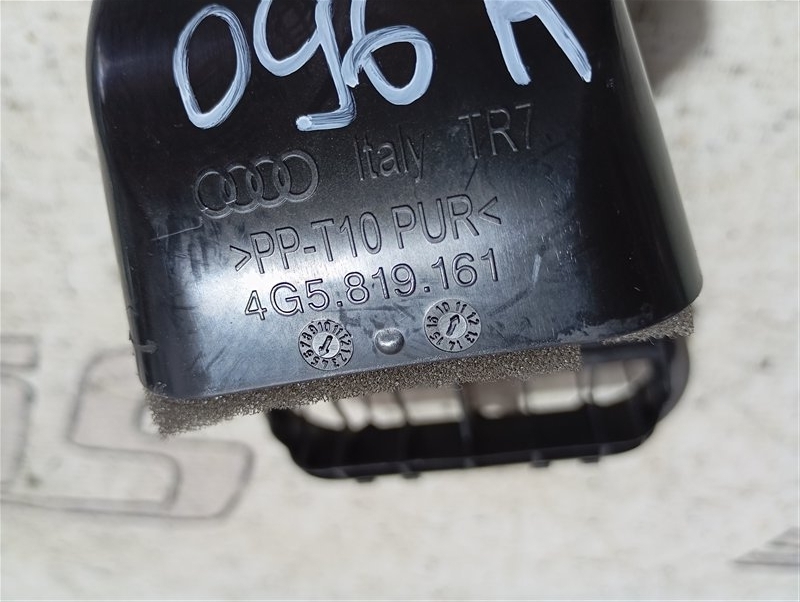 096 A
Italy TR7
>PP-T10 PUR<
4G5.819.161